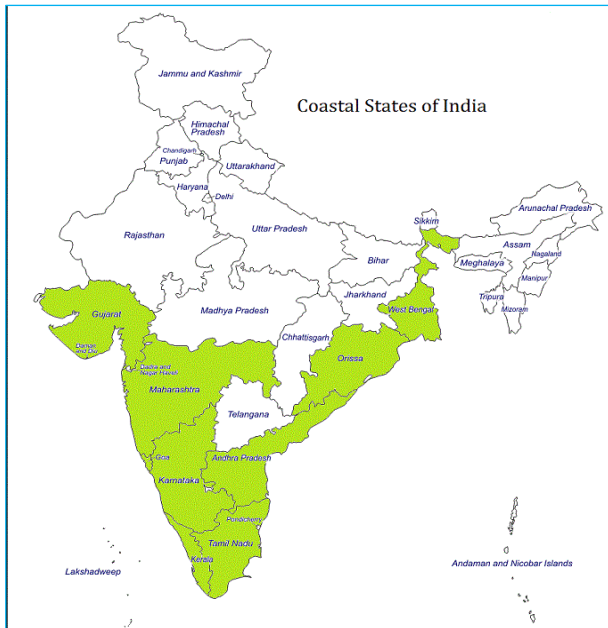 Jammu and Kashmir
Coastal States of India
Himachal
Pradesh
Chandigarh
Punjab
Uttarakhand
Haryana
Delhi
Arunachal Pradesh
Sikkim
Rajasthan
Uttar Pradesh
Assam
Nagaland
Bihar
Meghalaya
Manipur
Jharkhand
Tripura
Mizoram
West Bengal
Gujarat
Madhya Pradesh
Chhattisgarh
Daman
and Diu
Orissa
Dadra and
Nagar Haveli
Maharashtra
Telangana
Goa
Andhra Pradesh
Karnataka
Pondicherry
Tamil Nadu
Kerala
Lakshadweep
Andaman and Nicobar Islands